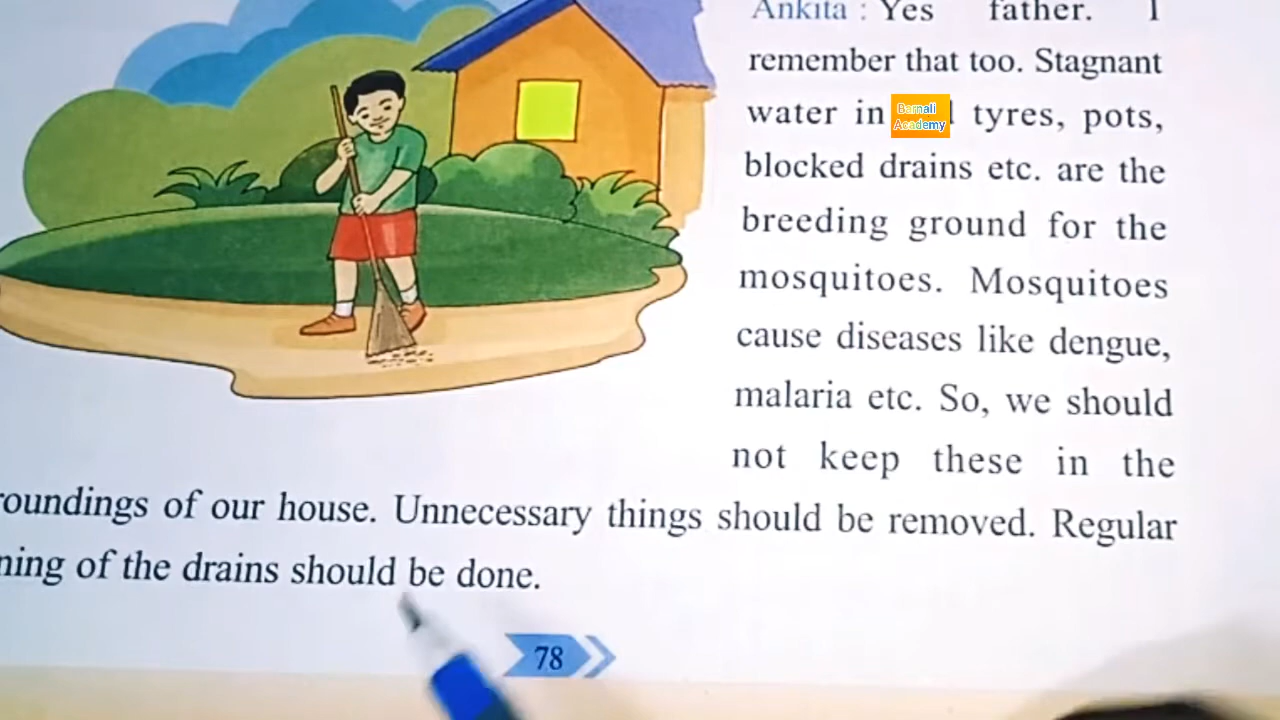 Ankita : Yes father. I
remember that too. Stagnant
water in tyres, pots,
Barnali
Academy
blocked drains etc. are the
breeding ground for the
mosquitoes. Mosquitoes
cause diseases like dengue,
malaria etc. So, we should
not keep these in the
roundings of our house. Unnecessary things should be removed. Regular
ning of the drains should be done.
78